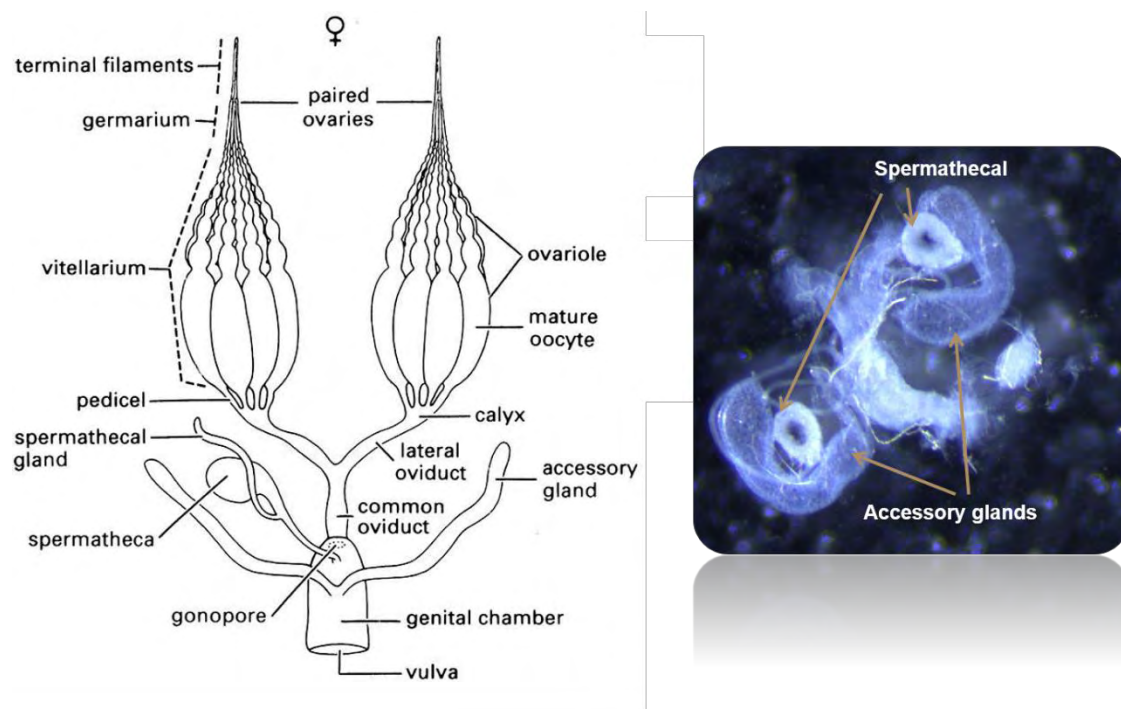 ♀
terminal filaments
germarium
paired
ovaries
vitellarium
ovariole
mature
oocyte
pedicel
calyx
spermathecal
gland
lateral
oviduct
accessory
gland
common
oviduct
spermatheca
gonopore
genital chamber
vulva
Spermathecal
Accessory glands